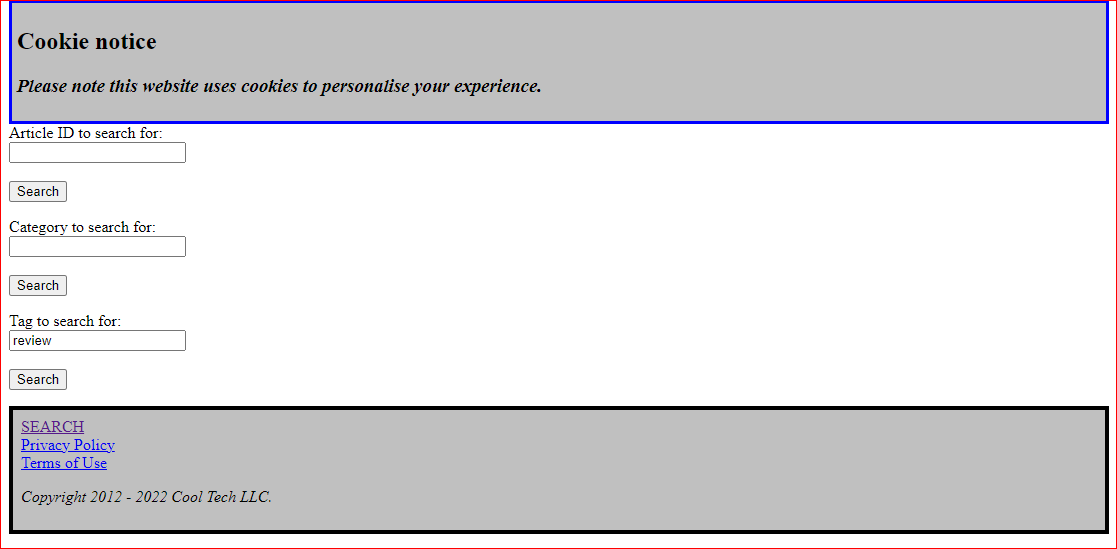 Cookie notice
Please note this website uses cookies to personalise your experience.
Article ID to search for:
Search
Category to search for:
Search
Tag to search for:
review
Search
SEARCH
Privacy Policy
Terms of Use
Copyright 2012 - 2022 Cool Tech LLC.